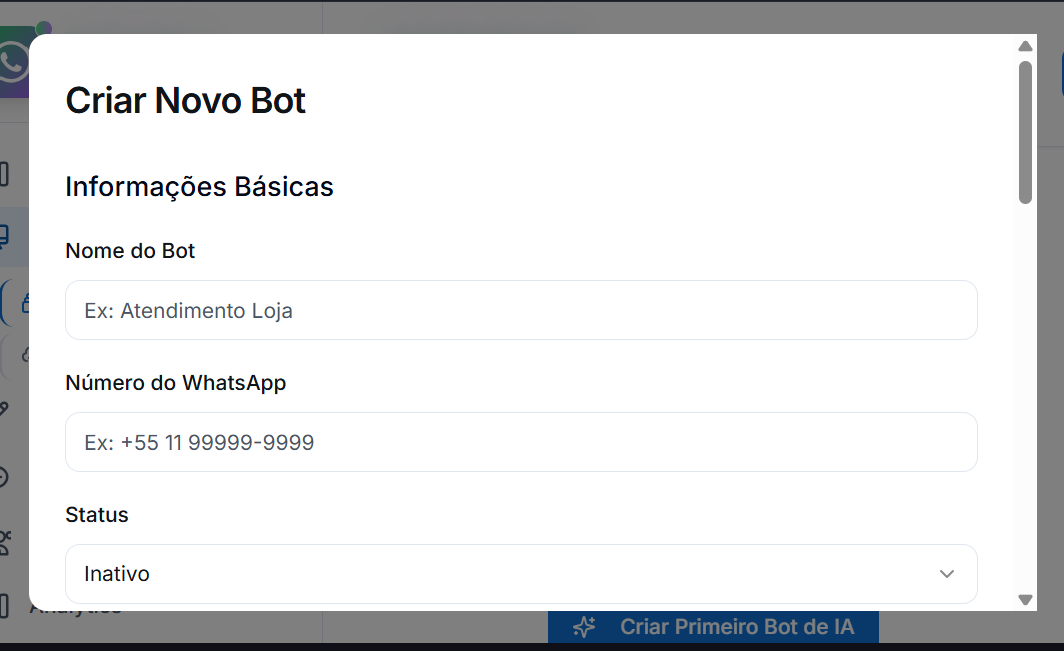 Criar Novo Bot
Informações Básicas
Nome do Bot
Ex: Atendimento Loja
Número do WhatsApp
Ex: +55 11 99999-9999
Status
Inativo
Criar Primeiro Bot de IA